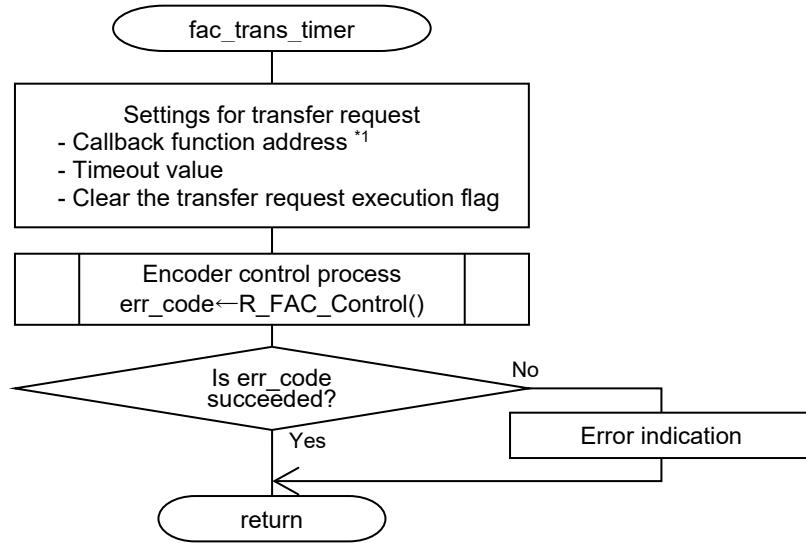 fac_trans_timer
Settings for transfer request
- Callback function address *1
- Timeout value
- Clear the transfer request execution flag
Encoder control process
err_code←R_FAC_Control()
Is err_code
succeeded?
No
Yes
Error indication
return